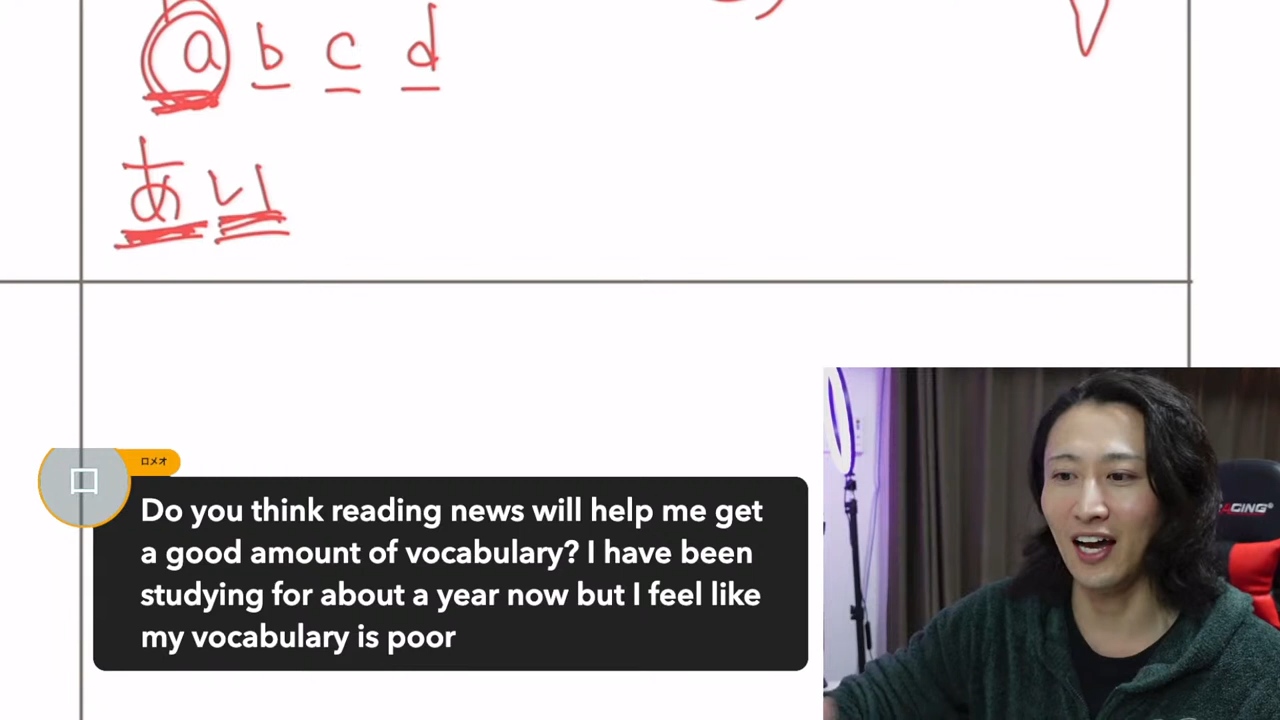 a b c d
あい
ロメオ
ロ
Do you think reading news will help me get
a good amount of vocabulary? I have been
studying for about a year now but I feel like
my vocabulary is poor